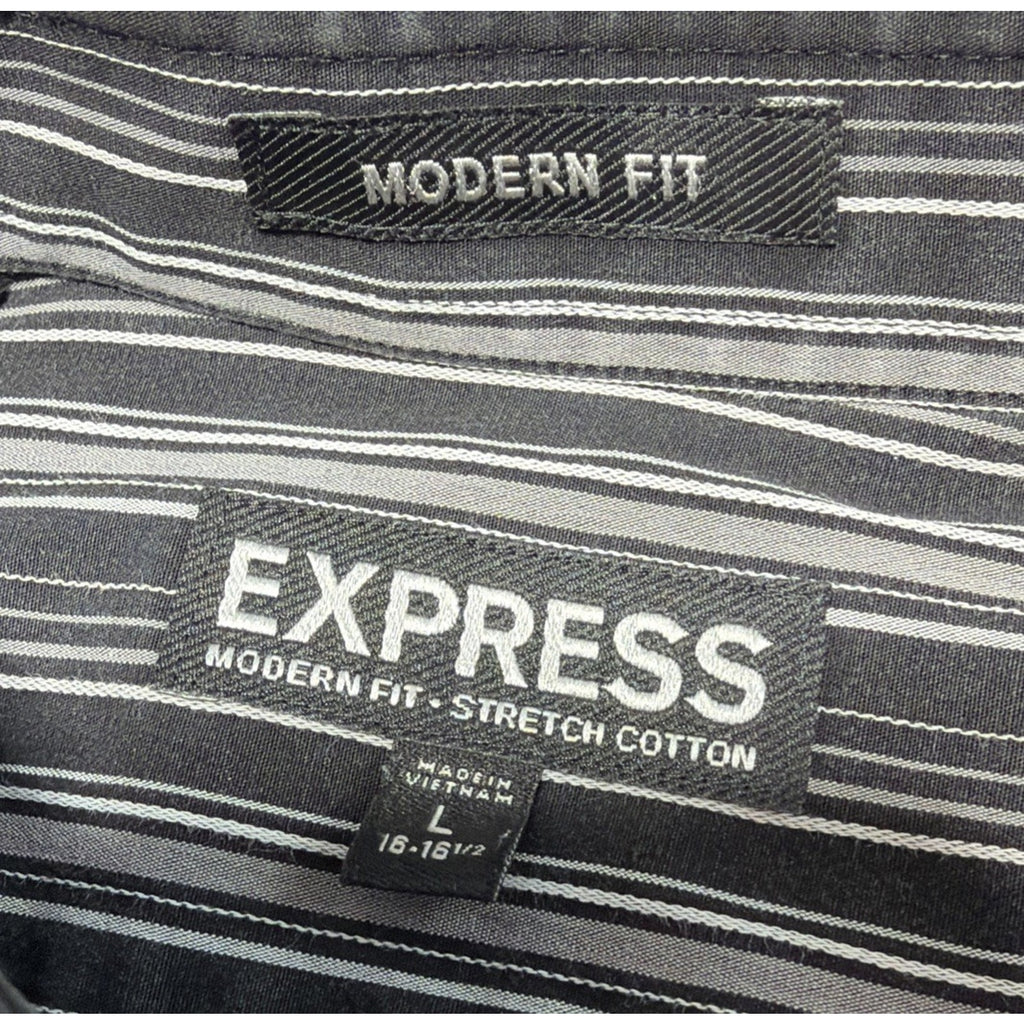 MODERN FIT
EXPRESS
MODERN FIT • STRETCH COTTON
MADE IN
VIETNAM
L
16-16 1/2